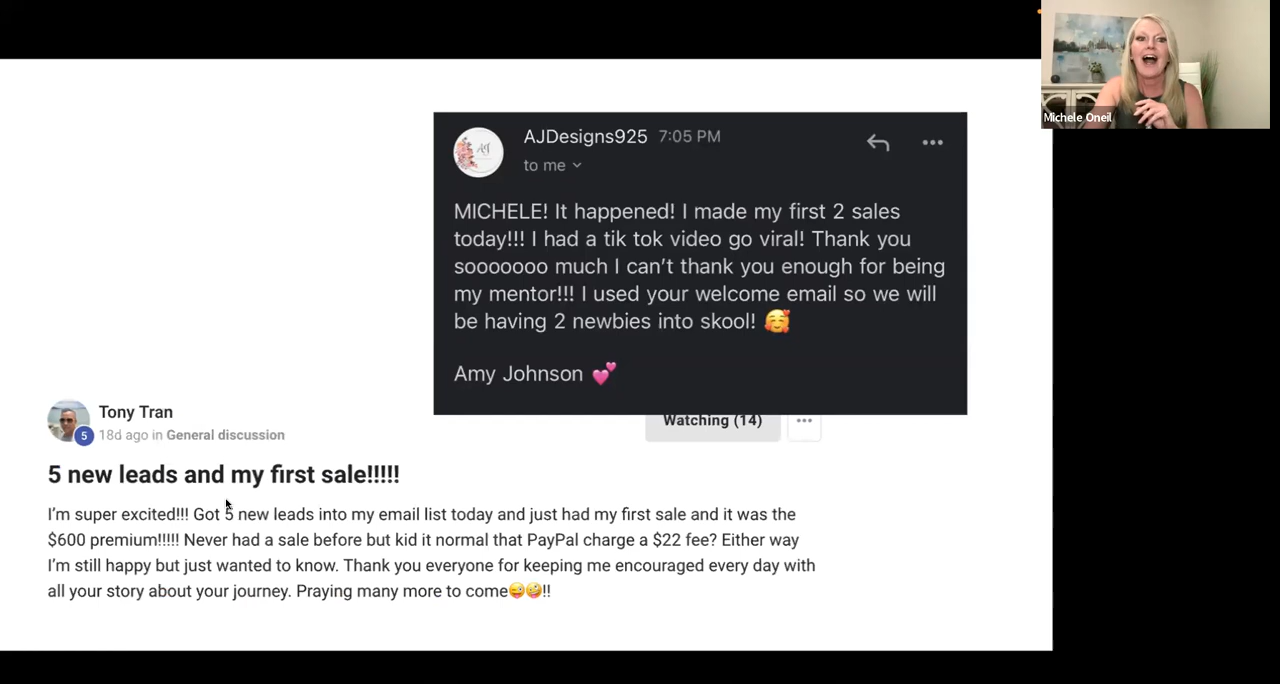 Michele Oneil
AJDesigns925 7:05 PM
to me
MICHELE! It happened! I made my first 2 sales
today!!! I had a tik tok video go viral! Thank you
sooooooo much I can't thank you enough for being
my mentor!!! I used your welcome email so we will
be having 2 newbies into skool! 🥰
Amy Johnson 💕
Tony Tran
5
18d ago in General discussion
Watching (14)
5 new leads and my first sale!!!!!
I'm super excited!!! Got 5 new leads into my email list today and just had my first sale and it was the
$600 premium!!!!! Never had a sale before but kid it normal that PayPal charge a $22 fee? Either way
I'm still happy but just wanted to know. Thank you everyone for keeping me encouraged every day with
all your story about your journey. Praying many more to come😜🤪!!